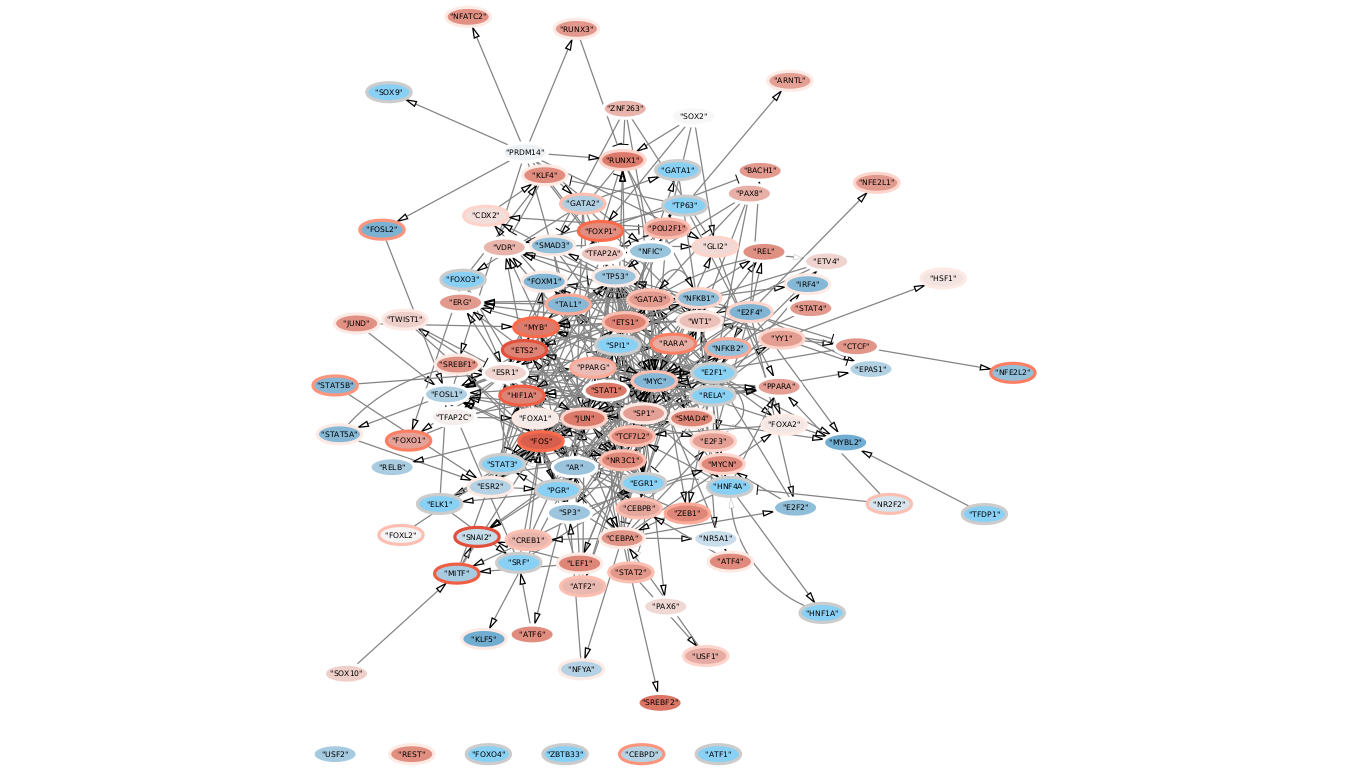 "NFATC2"
"RUNX3"
"ARNTL"
"SOX9"
"ZNF263"
"SOX2"
"PRDM14"
"RUNX1"
"GATA1"
"BACH1"
"KLF4"
"NFE2L1"
"PAX8"
"GATA2"
"TP63"
"CDX2"
"FOSL2"
"FOXP1"
"POU2F1"
"VDR"
"SMAD3"
"TFAP2A"
"NFIC"
"GLI2"
"REL"
"ETV4"
"FOXO3"
"FOXM1"
"TP53"
"HSF1"
"IRF4"
"ERG"
"TAL1"
"GATA3"
"NFKB1"
"E2F4"
"STAT4"
"JUND"
"TWIST1"
"MYB"
"ETS1"
"WT1"
"YY1"
"ETS2"
"SPI1"
"RARA"
"NFKB2"
"CTCF"
"SREBF1"
"ESR1"
"PPARG"
"E2F1"
"EPAS1"
"NFE2L2"
"STAT5B"
"FOSL1"
"HIF1A"
"STAT1"
"MYC"
"RELA"
"PPARA"
"TFAP2C"
"FOXA1"
"JUN"
"SP1"
"SMAD4"
"FOXA2"
"STAT5A"
"FOXO1"
"FOS"
"TCF7L2"
"E2F3"
"MYBL2"
"RELB"
"STAT3"
"AR"
"NR3C1"
"MYCN"
"ESR2"
"PGR"
"EGR1"
"HNF4A"
"ELK1"
"SP3"
"CEBPB"
"ZEB1"
"E2F2"
"NR2F2"
"TFDP1"
"FOXL2"
"SNAI2"
"CREB1"
"CEBPA"
"NR5A1"
"MITF"
"SRF"
"LEF1"
"STAT2"
"ATF4"
"ATF2"
"PAX6"
"HNF1A"
"KLF5"
"ATF6"
"USF1"
"SOX10"
"NFYA"
"SREBF2"
"USF2"
"REST"
"FOXO4"
"ZBTB33"
"CEBPD"
"ATF1"